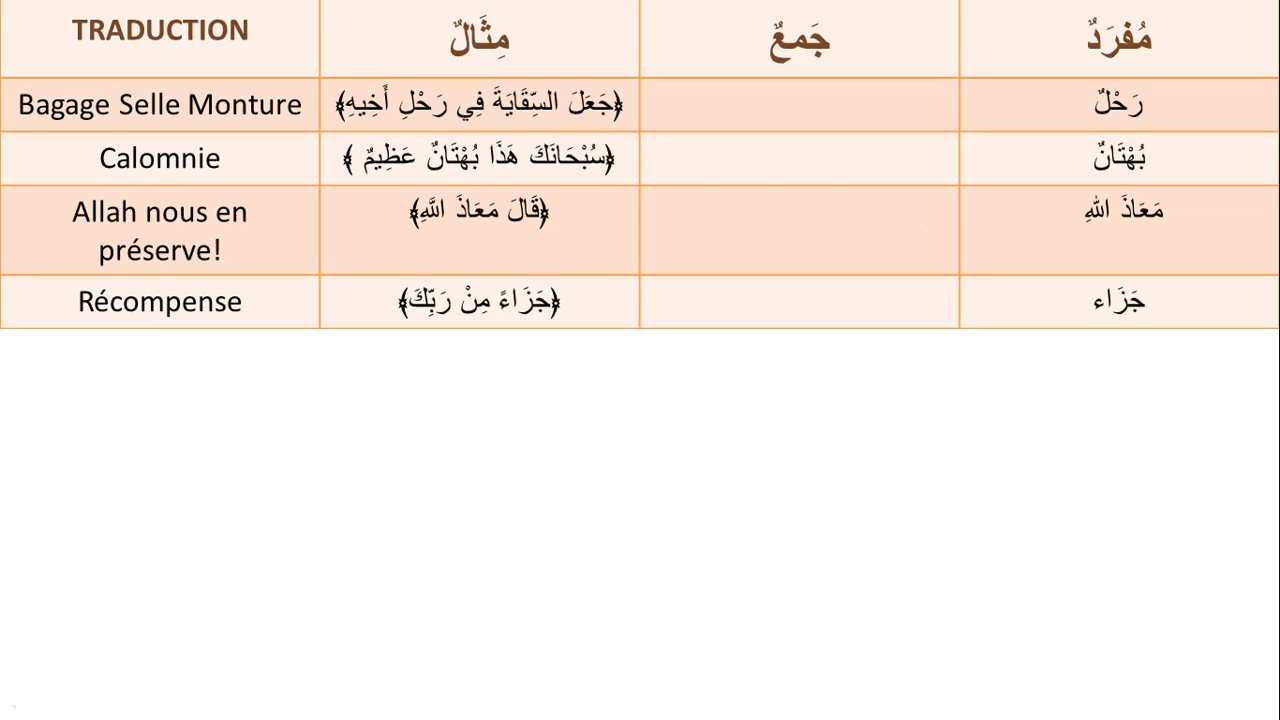 مُفرَدٌ
جَمعٌ
مِثَالٌ
TRADUCTION
رَحْلٌ
﴿جَعَلَ السِّقَايَةَ فِي رَحْلِ أَخِيهِ﴾
Bagage Selle Monture
بُهْتَانٌ
﴿سُبْحَانَكَ هَذَا بُهْتَانٌ عَظِيمٌ ﴾
Calomnie
مَعَاذَ اللهِ
﴿قَالَ مَعَاذَ اللَّهِ﴾
Allah nous en
préserve!
جَزَاء
﴿جَزَاءً مِنْ رَبِّكَ﴾
Récompense